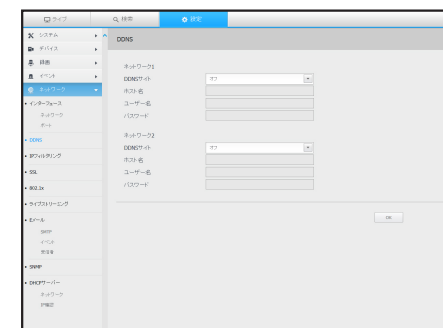 ライブ
検索
設定
システム
デバイス
録画
イベント
ネットワーク
• インターフェース
ネットワーク
ポート
• DDNS
• IPフィルタリング
• SSL
• 802.1x
• ライブストリーミング
• Eメール
SMTP
イベント
受信者
• SNMP
• DHCPサーバー
ネットワーク
IP確認
DDNS
ネットワーク1
DDNSサイト
オフ
ホスト名
ユーザー名
パスワード
ネットワーク2
DDNSサイト
オフ
ホスト名
ユーザー名
パスワード
OK